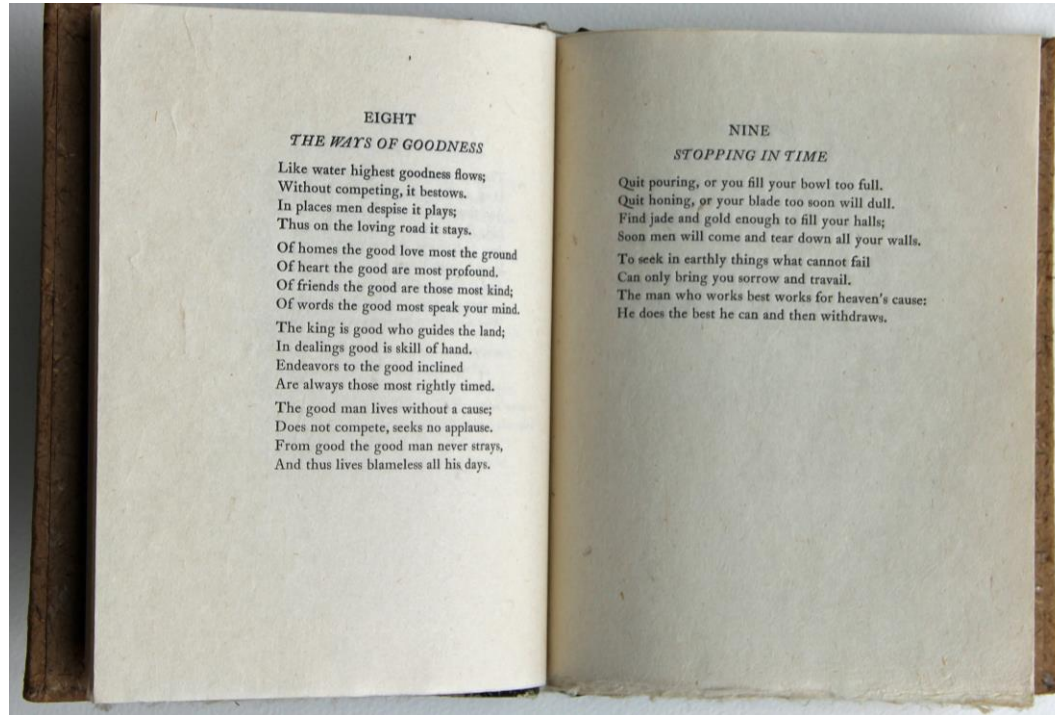 EIGHT
THE WAYS OF GOODNESS
Like water highest goodness flows;
Without competing, it bestows.
In places men despise it plays;
Thus on the loving road it stays.
Of homes the good love most the ground
Of heart the good are most profound.
Of friends the good are those most kind;
Of words the good most speak your mind.
The king is good who guides the land;
In dealings good is skill of hand.
Endeavors to the good inclined
Are always those most rightly timed.
The good man lives without a cause;
Does not compete, seeks no applause.
From good the good man never strays,
And thus lives blameless all his days.
NINE
STOPPING IN TIME
Quit pouring, or you fill your bowl too full.
Quit honing, or your blade too soon will dull.
Find jade and gold enough to fill your halls;
Soon men will come and tear down all your walls.
To seek in earthly things what cannot fail
Can only bring you sorrow and travail.
The man who works best works for heaven's cause:
He does the best he can and then withdraws.